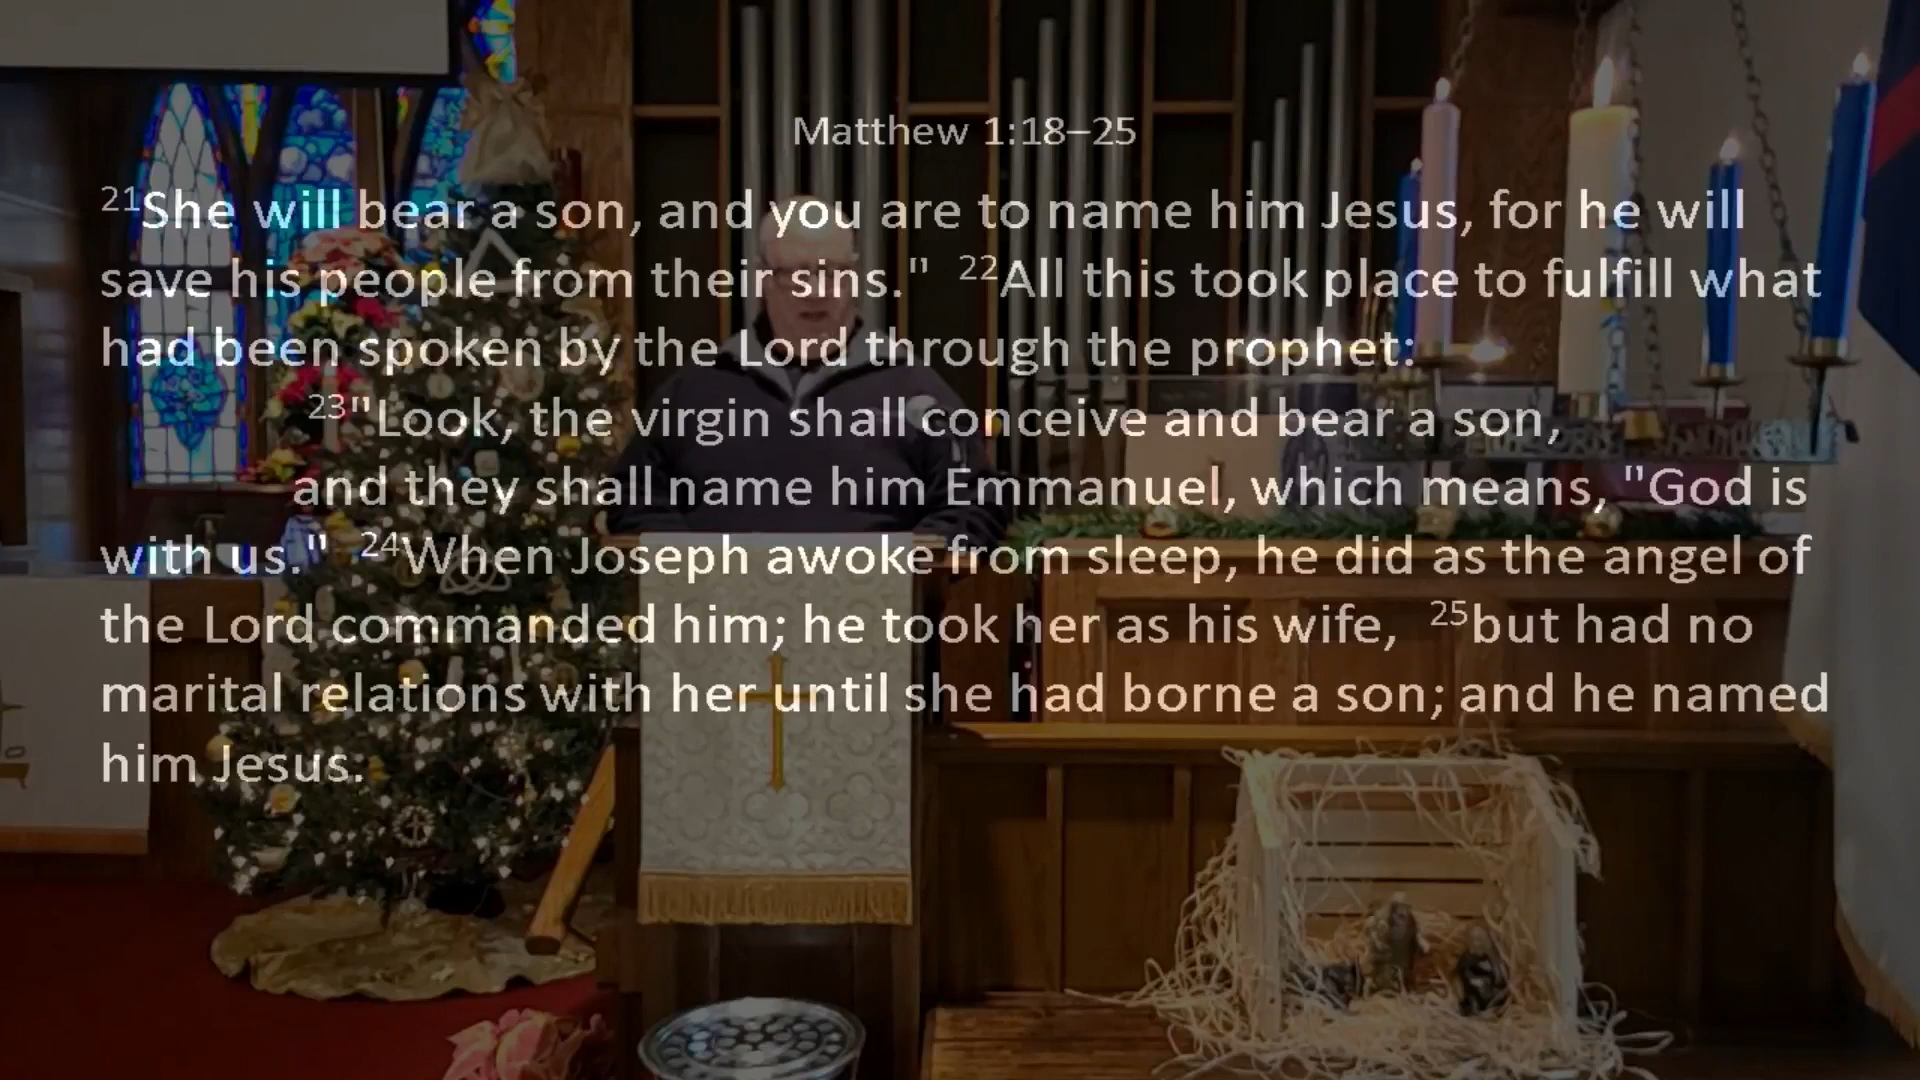 Matthew 1:18–25
21She will bear a son, and you are to name him Jesus, for he will
save his people from their sins." 22All this took place to fulfill what
had been spoken by the Lord through the prophet:
23"Look, the virgin shall conceive and bear a son,
and they shall name him Emmanuel, which means, "God is
with us." 24When Joseph awoke from sleep, he did as the angel of
the Lord commanded him; he took her as his wife, 25but had no
marital relations with her until she had borne a son; and he named
him Jesus.